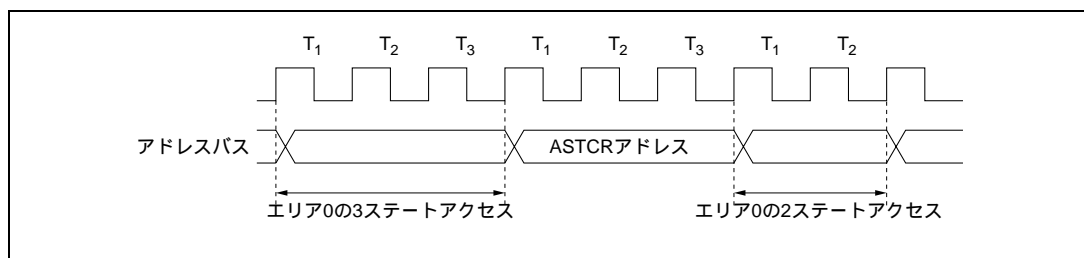 T1 T2 T3 T1 T2 T3 T1 T2
アドレスバス
ASTCRアドレス
エリア0の3ステートアクセス
エリア0の2ステートアクセス